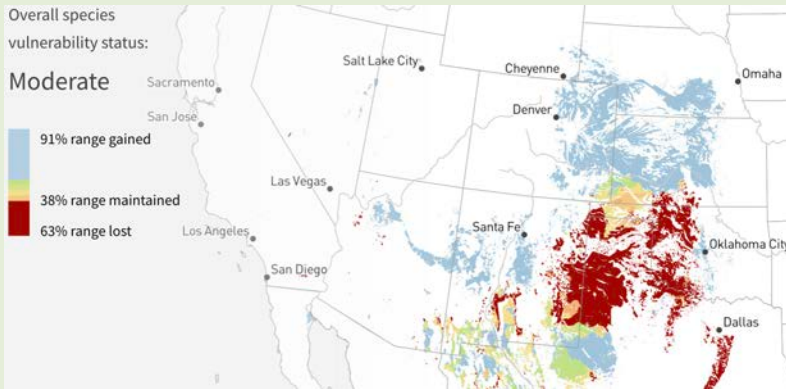 Overall species
vulnerability status:
Moderate
91% range gained
38% range maintained
63% range lost
Salt Lake City
Cheyenne
Omaha
Sacramento
Denver
San Jose
Las Vegas
Santa Fe
Los Angeles
Oklahoma City
San Diego
Dallas